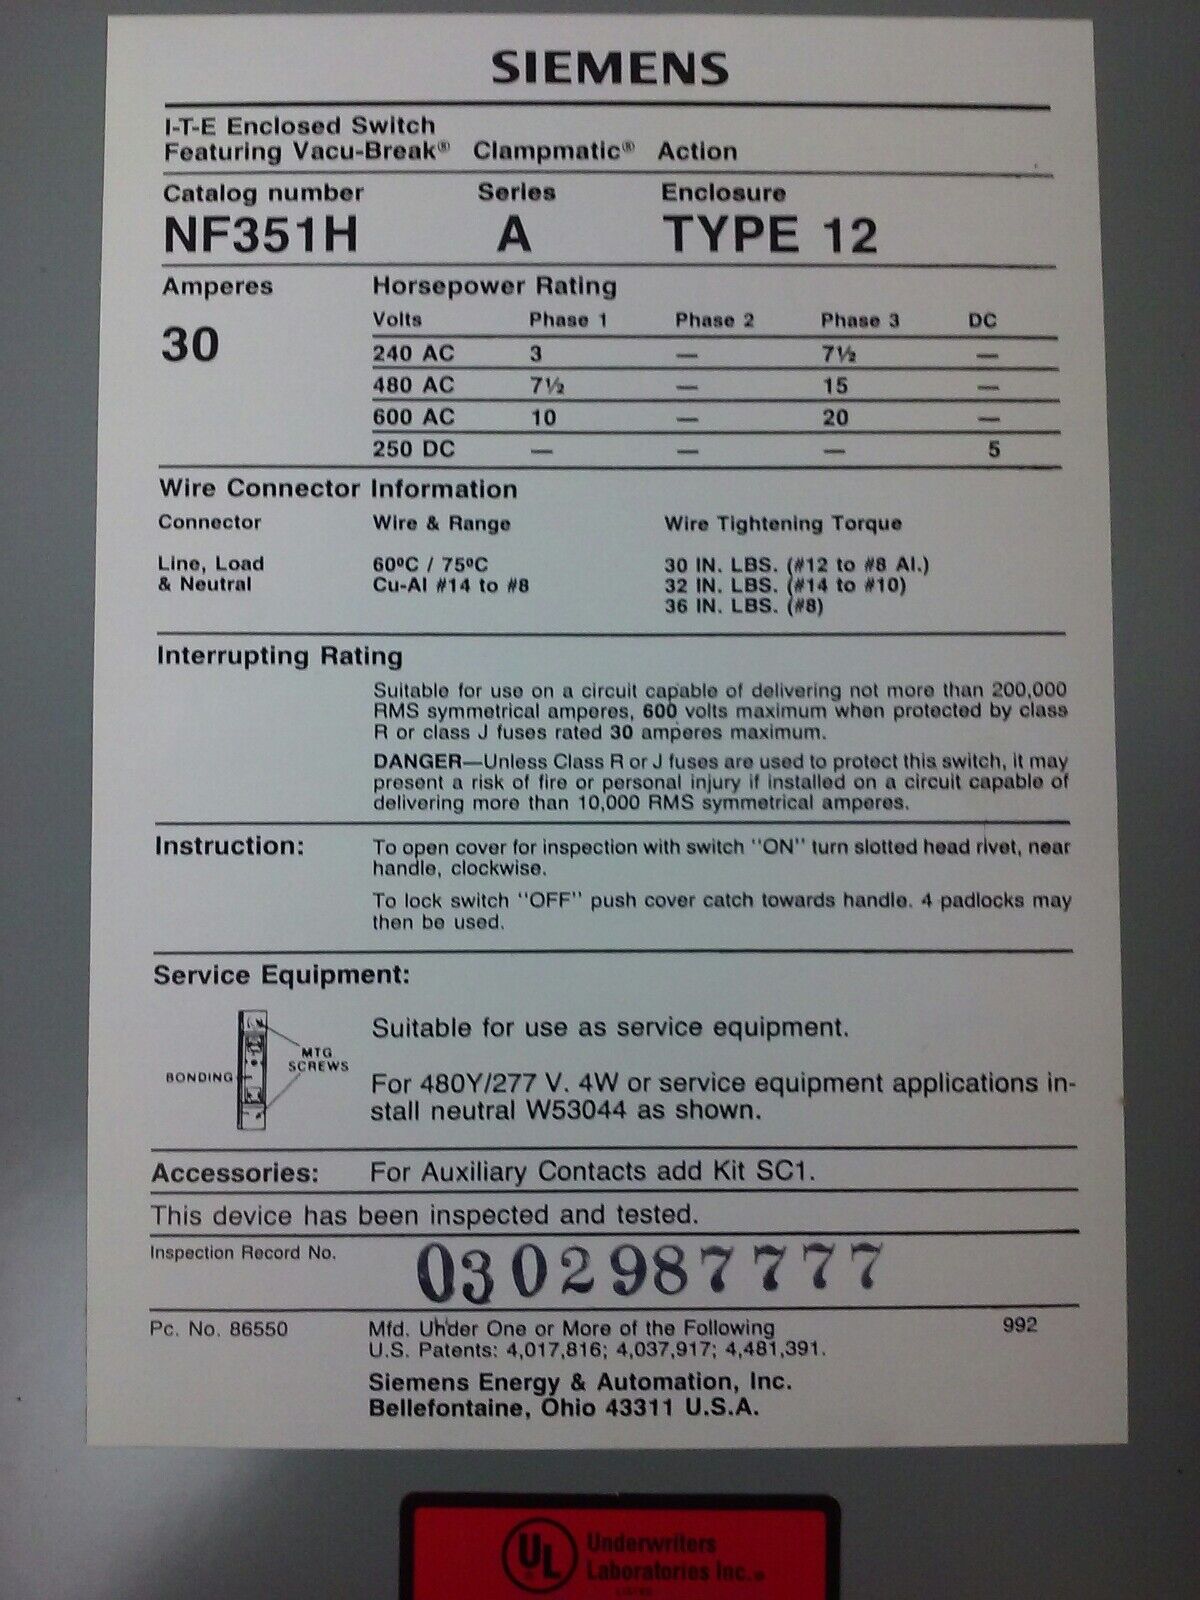 SIEMENS
I-T-E Enclosed Switch
Featuring Vacu-Break® Clampmatic® Action
Catalog number Series Enclosure
NF351H A TYPE 12
Amperes Horsepower Rating
30
Volts Phase 1 Phase 2 Phase 3 DC
240 AC 3 — 7½ —
480 AC 7½ — 15 —
600 AC 10 — 20 —
250 DC — — — 5
Wire Connector Information
Connector Wire & Range Wire Tightening Torque
Line, Load 60ºC / 75ºC 30 IN. LBS. (#12 to #8 Al.)
& Neutral Cu-Al #14 to #8 32 IN. LBS. (#14 to #10)
36 IN. LBS. (#8)
Interrupting Rating
Suitable for use on a circuit capable of delivering not more than 200,000
RMS symmetrical amperes, 600 volts maximum when protected by class
R or class J fuses rated 30 amperes maximum.
DANGER—Unless Class R or J fuses are used to protect this switch, it may
present a risk of fire or personal injury if installed on a circuit capable of
delivering more than 10,000 RMS symmetrical amperes.
Instruction: To open cover for inspection with switch "ON" turn slotted head rivet, near
handle, clockwise.
To lock switch "OFF" push cover catch towards handle. 4 padlocks may
then be used.
Service Equipment:
MTG
SCREWS
BONDING
Suitable for use as service equipment.
For 480Y/277 V. 4W or service equipment applications in-
stall neutral W53044 as shown.
Accessories: For Auxiliary Contacts add Kit SC1.
This device has been inspected and tested.
Inspection Record No. 0302987777
Pc. No. 86550 Mfd. Under One or More of the Following 992
U.S. Patents: 4,017,816; 4,037,917; 4,481,391.
Siemens Energy & Automation, Inc.
Bellefontaine, Ohio 43311 U.S.A.
UL Underwriters
Laboratories Inc.®